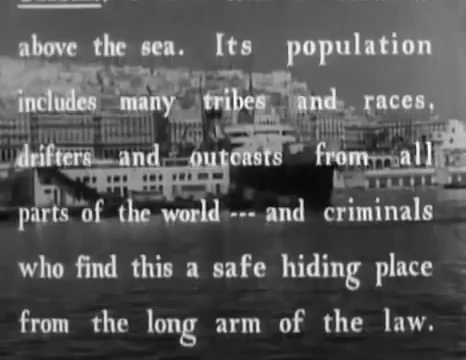 above the sea. Its population
includes many tribes and races,
drifters and outcasts from all
parts of the world --- and criminals
who find this a safe hiding place
from the long arm of the law.